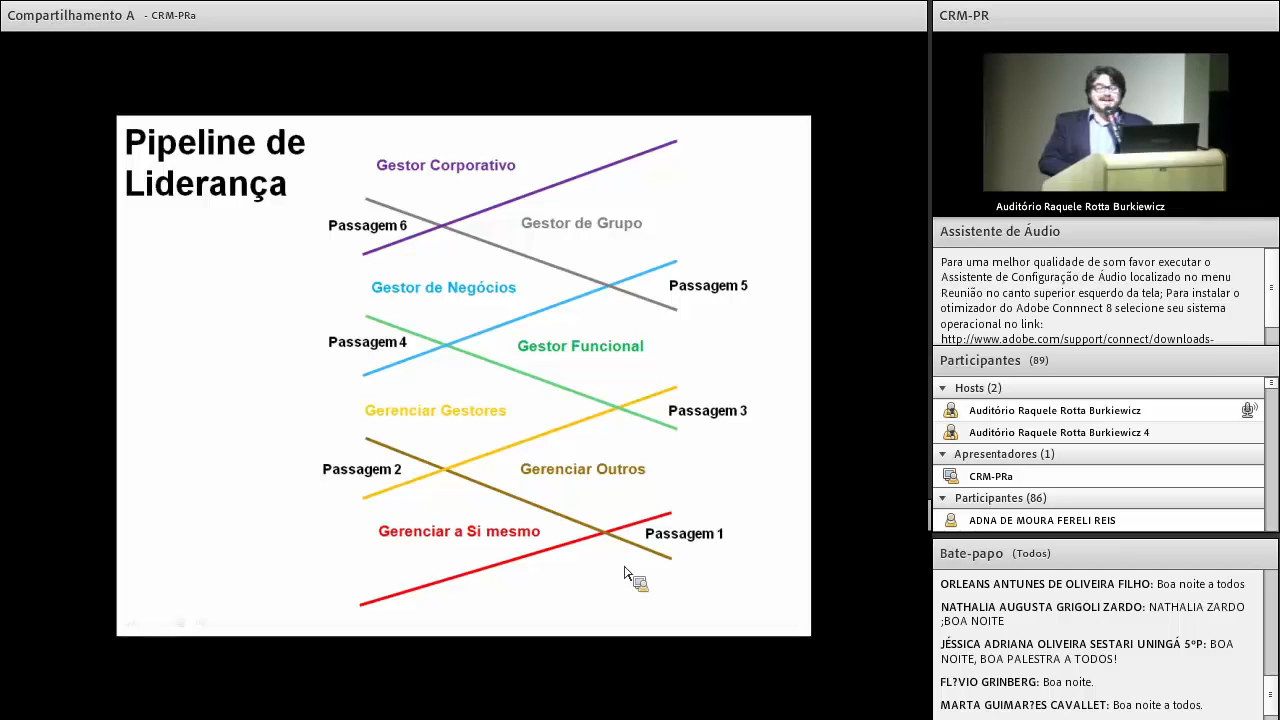 Compartilhamento A - CRM-PRa
Pipeline de
Liderança
Gestor Corporativo
Passagem 6
Gestor de Grupo
Gestor de Negócios
Passagem 5
Passagem 4
Gestor Funcional
Gerenciar Gestores
Passagem 3
Passagem 2
Gerenciar Outros
Gerenciar a Si mesmo
Passagem 1
CRM-PR
Auditório Raquele Rotta Burkiewicz
Assistente de Áudio
Para uma melhor qualidade de som favor executar o
Assistente de Configuração de Áudio localizado no menu
Reunião no canto superior esquerdo da tela; Para instalar o
otimizador do Adobe Connnect 8 selecione seu sistema
operacional no link:
http://www.adobe.com/support/connect/downloads-
Participantes (89)
Hosts (2)
Auditório Raquele Rotta Burkiewicz
Auditório Raquele Rotta Burkiewicz 4
Apresentadores (1)
CRM-PRa
Participantes (86)
ADNA DE MOURA FERELI REIS
Bate-papo (Todos)
ORLEANS ANTUNES DE OLIVEIRA FILHO: Boa noite a todos
NATHALIA AUGUSTA GRIGOLI ZARDO: NATHALIA ZARDO
;BOA NOITE
JÉSSICA ADRIANA OLIVEIRA SESTARI UNINGÁ 5ºP: BOA
NOITE, BOA PALESTRA A TODOS!
FL?VIO GRINBERG: Boa noite.
MARTA GUIMAR?ES CAVALLET: Boa noite a todos.